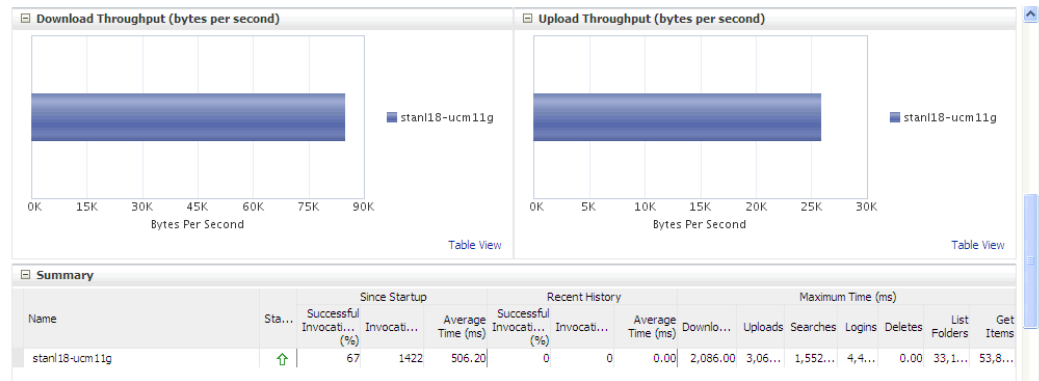 Download Throughput (bytes per second)
Upload Throughput (bytes per second)
stanl18-ucm11g
stanl18-ucm11g
0K 15K 30K 45K 60K 75K 90K
0K 5K 10K 15K 20K 25K 30K
Bytes Per Second
Bytes Per Second
Table View
Table View
Summary
Since Startup Recent History Maximum Time (ms)
Name Sta... Successful Invocati... (%) Invocati... Average Time (ms) Successful Invocati... (%) Invocati... Average Time (ms) Downlo... Uploads Searches Logins Deletes List Folders Get Items
stanl18-ucm11g 67 1422 506.20 0 0 0.00 2,086.00 3,06... 1,552... 4,4... 0.00 33,1... 53,8...